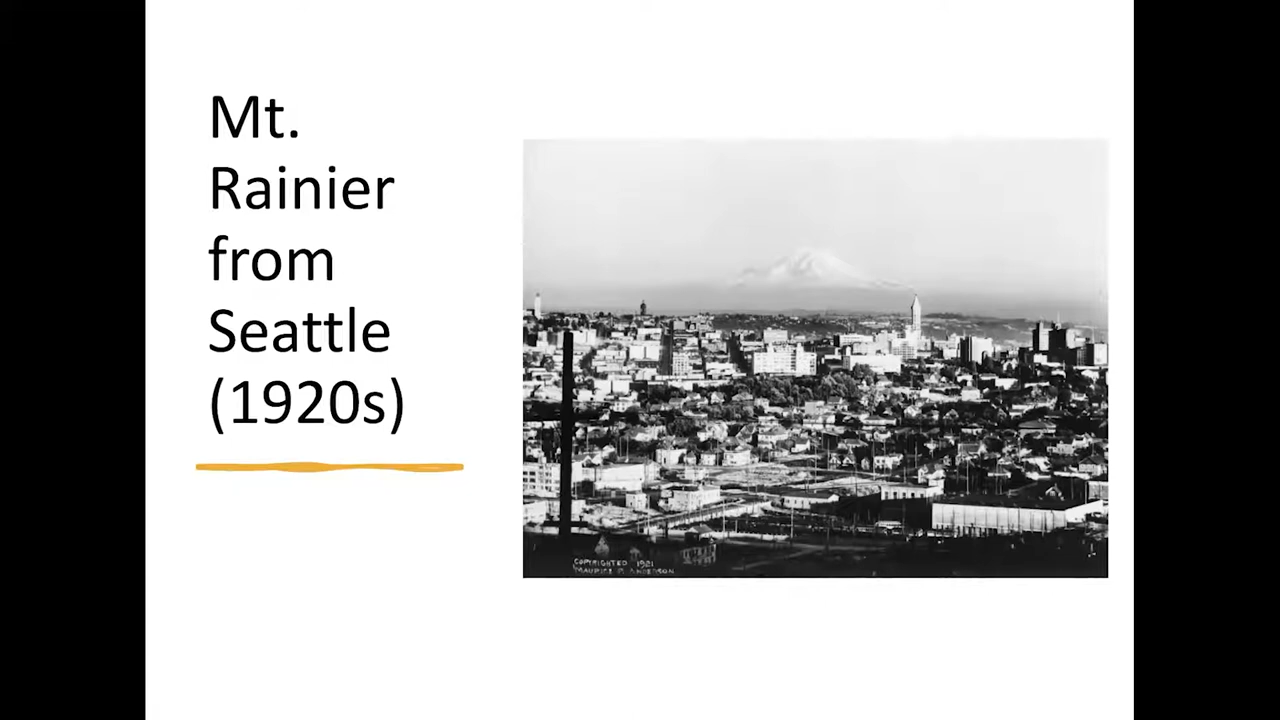 Mt.
Rainier
from
Seattle
(1920s)
COPYRIGHTED 1921
MAURICE P. ANDERSON